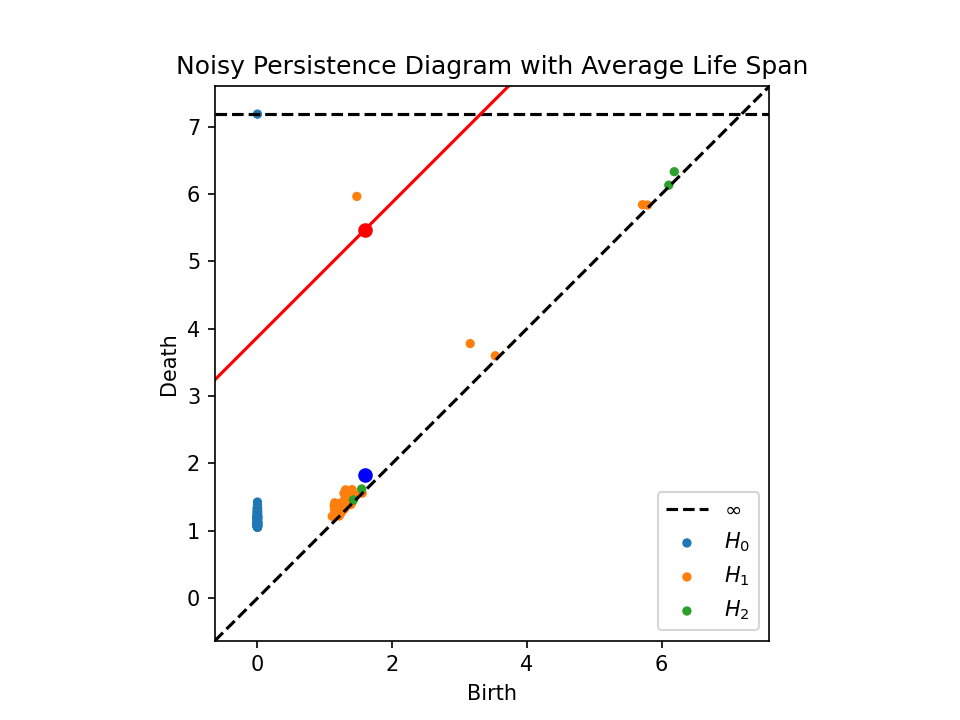 Noisy Persistence Diagram with Average Life Span
Death
7
6
5
4
3
2
1
0
0 2 4 6
Birth
∞
H₀
H₁
H₂